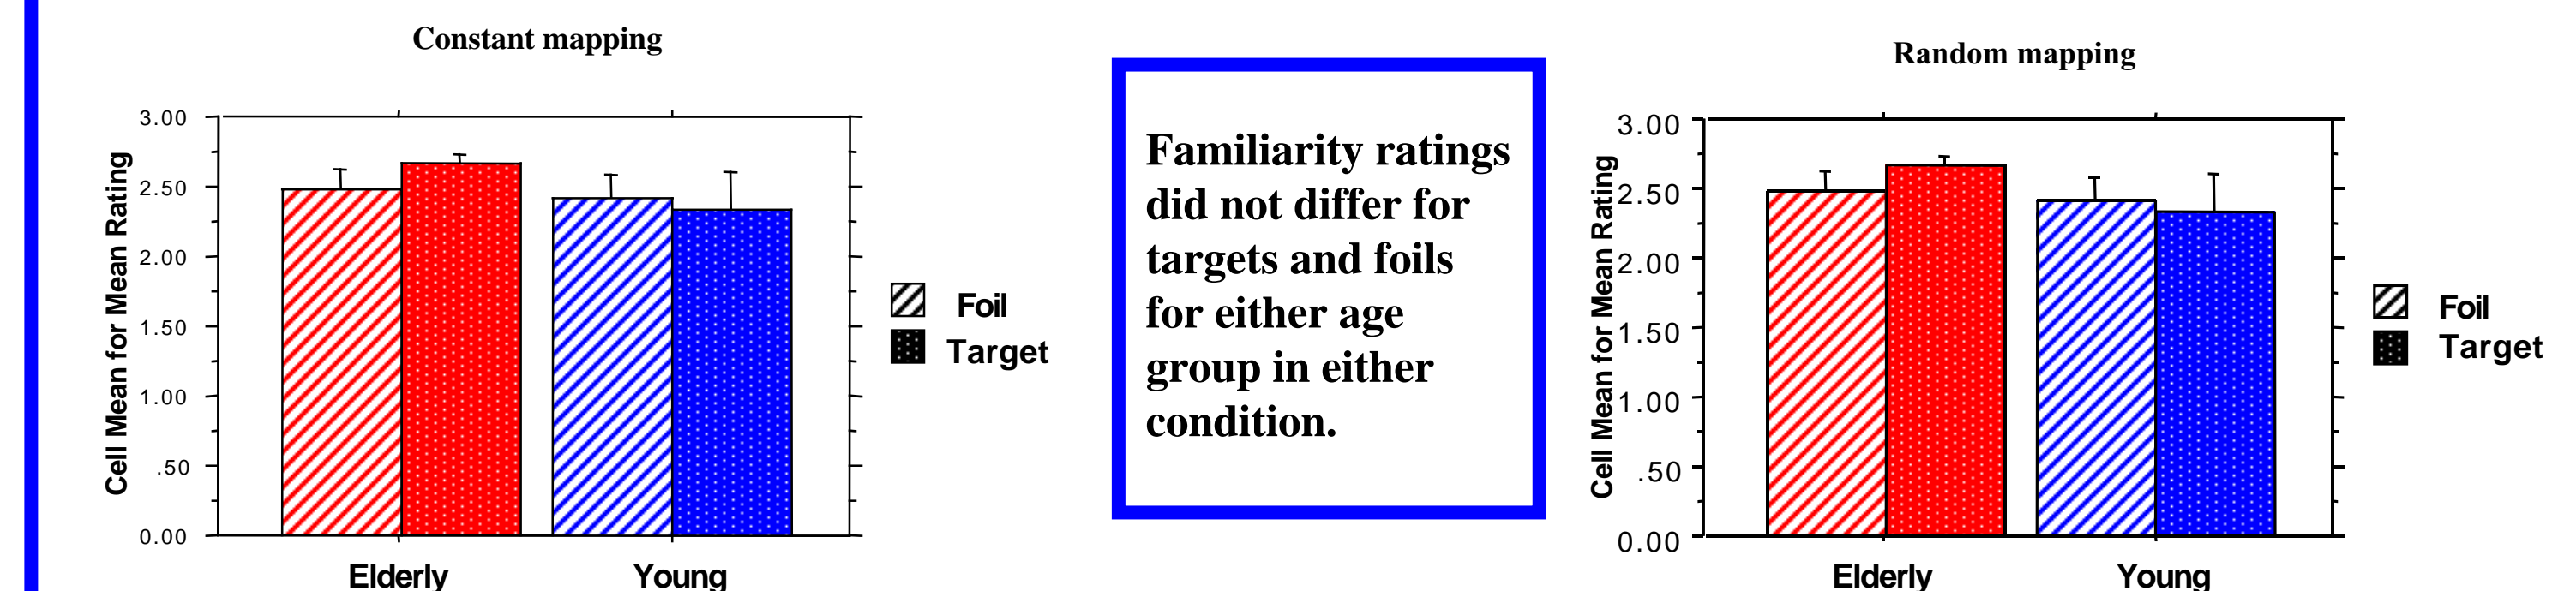 Constant mapping
Cell Mean for Mean Rating
3.00
2.50
2.00
1.50
1.00
.50
0.00
Elderly
Young
Foil
Target
Familiarity ratings
did not differ for
targets and foils
for either age
group in either
condition.
Random mapping
Cell Mean for Mean Rating
3.00
2.50
2.00
1.50
1.00
.50
0.00
Elderly
Young
Foil
Target